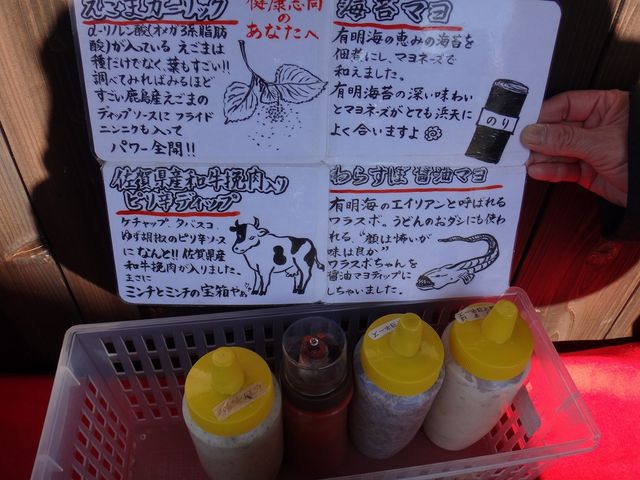 えごまガーリック
健康志向
の
あなたへ
α-リルン酸(オメガ3系脂肪
酸)が入っている えごまは
種だけでなく、葉もすごい!!
調べてみればみるほど
すごい鹿島産えごまの
ディップソースに フライド
ニンニクも入って
パワー全開!!
海苔マヨ
有明海の恵みの海苔を
佃煮にし、マヨネーズで
和えました。
有明海苔の深い味わい
とマヨネーズがとても浜天に
よく合いますよ
のり
佐賀県産和牛挽肉入り
ピリ辛ディップ
ケチャップ、タバスコ、
ゆず胡椒のピリ辛ソース
になんと!!佐賀県産
和牛挽肉が入りました。
まさに
ミンチとミンチの宝箱やぁ
わらすぼ醤油マヨ
有明海のエイリアンと呼ばれる
ワラスボ。うどんのおダシにも使わ
れる、"顔は怖いが
味は良か"
ワラスボちゃんを
醤油マヨディップに
しちゃいました。